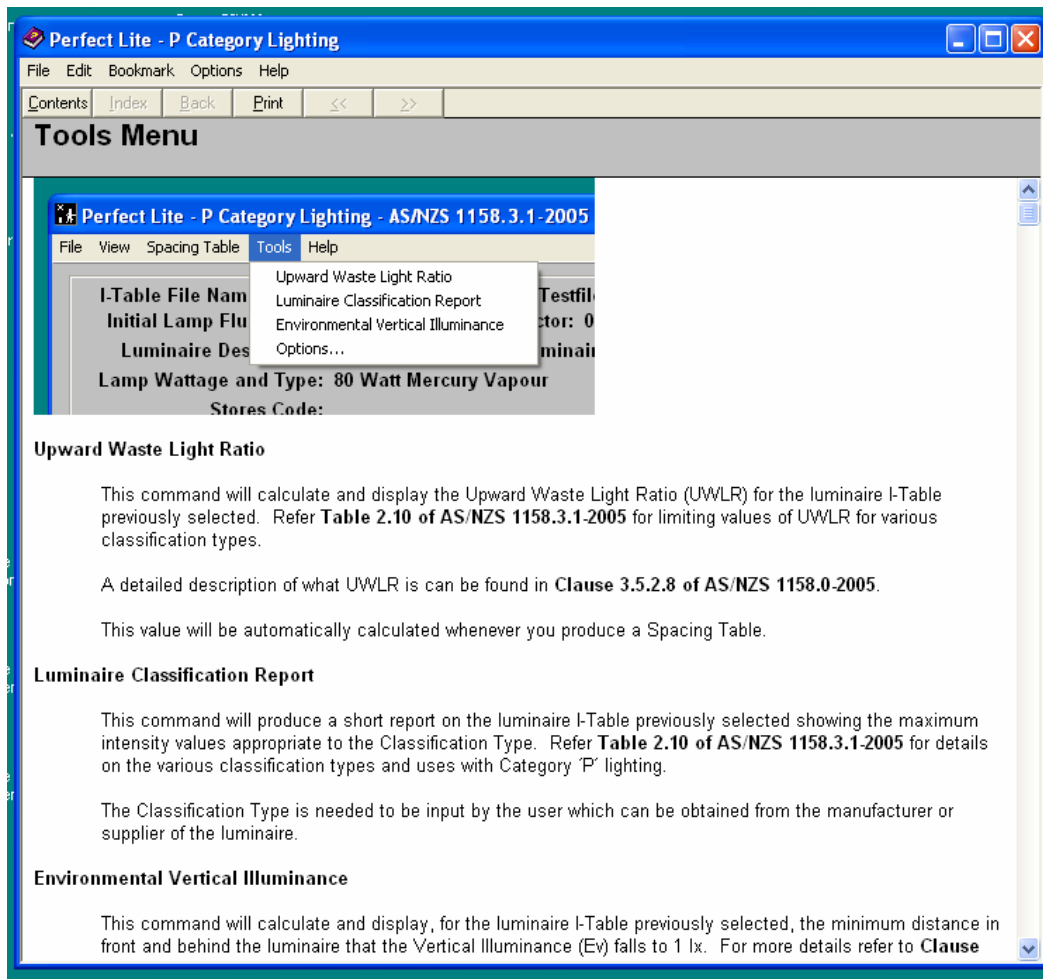 Perfect Lite - P Category Lighting
File Edit Bookmark Options Help
Contents Index Back Print << >>
Tools Menu
Perfect Lite - P Category Lighting - AS/NZS 1158.3.1-2005
File View Spacing Table Tools Help
Upward Waste Light Ratio
Luminaire Classification Report
Environmental Vertical Illuminance
Options...
I-Table File Nam Testfil
Initial Lamp Flu ctor: 0
Luminaire Des minair
Lamp Wattage and Type: 80 Watt Mercury Vapour
Stores Code:
Upward Waste Light Ratio
This command will calculate and display the Upward Waste Light Ratio (UWLR) for the luminaire I-Table
previously selected. Refer Table 2.10 of AS/NZS 1158.3.1-2005 for limiting values of UWLR for various
classification types.
A detailed description of what UWLR is can be found in Clause 3.5.2.8 of AS/NZS 1158.0-2005.
This value will be automatically calculated whenever you produce a Spacing Table.
Luminaire Classification Report
This command will produce a short report on the luminaire I-Table previously selected showing the maximum
intensity values appropriate to the Classification Type. Refer Table 2.10 of AS/NZS 1158.3.1-2005 for details
on the various classification types and uses with Category ´P´ lighting.
The Classification Type is needed to be input by the user which can be obtained from the manufacturer or
supplier of the luminaire.
Environmental Vertical Illuminance
This command will calculate and display, for the luminaire I-Table previously selected, the minimum distance in
front and behind the luminaire that the Vertical Illuminance (Ev) falls to 1 lx. For more details refer to Clause